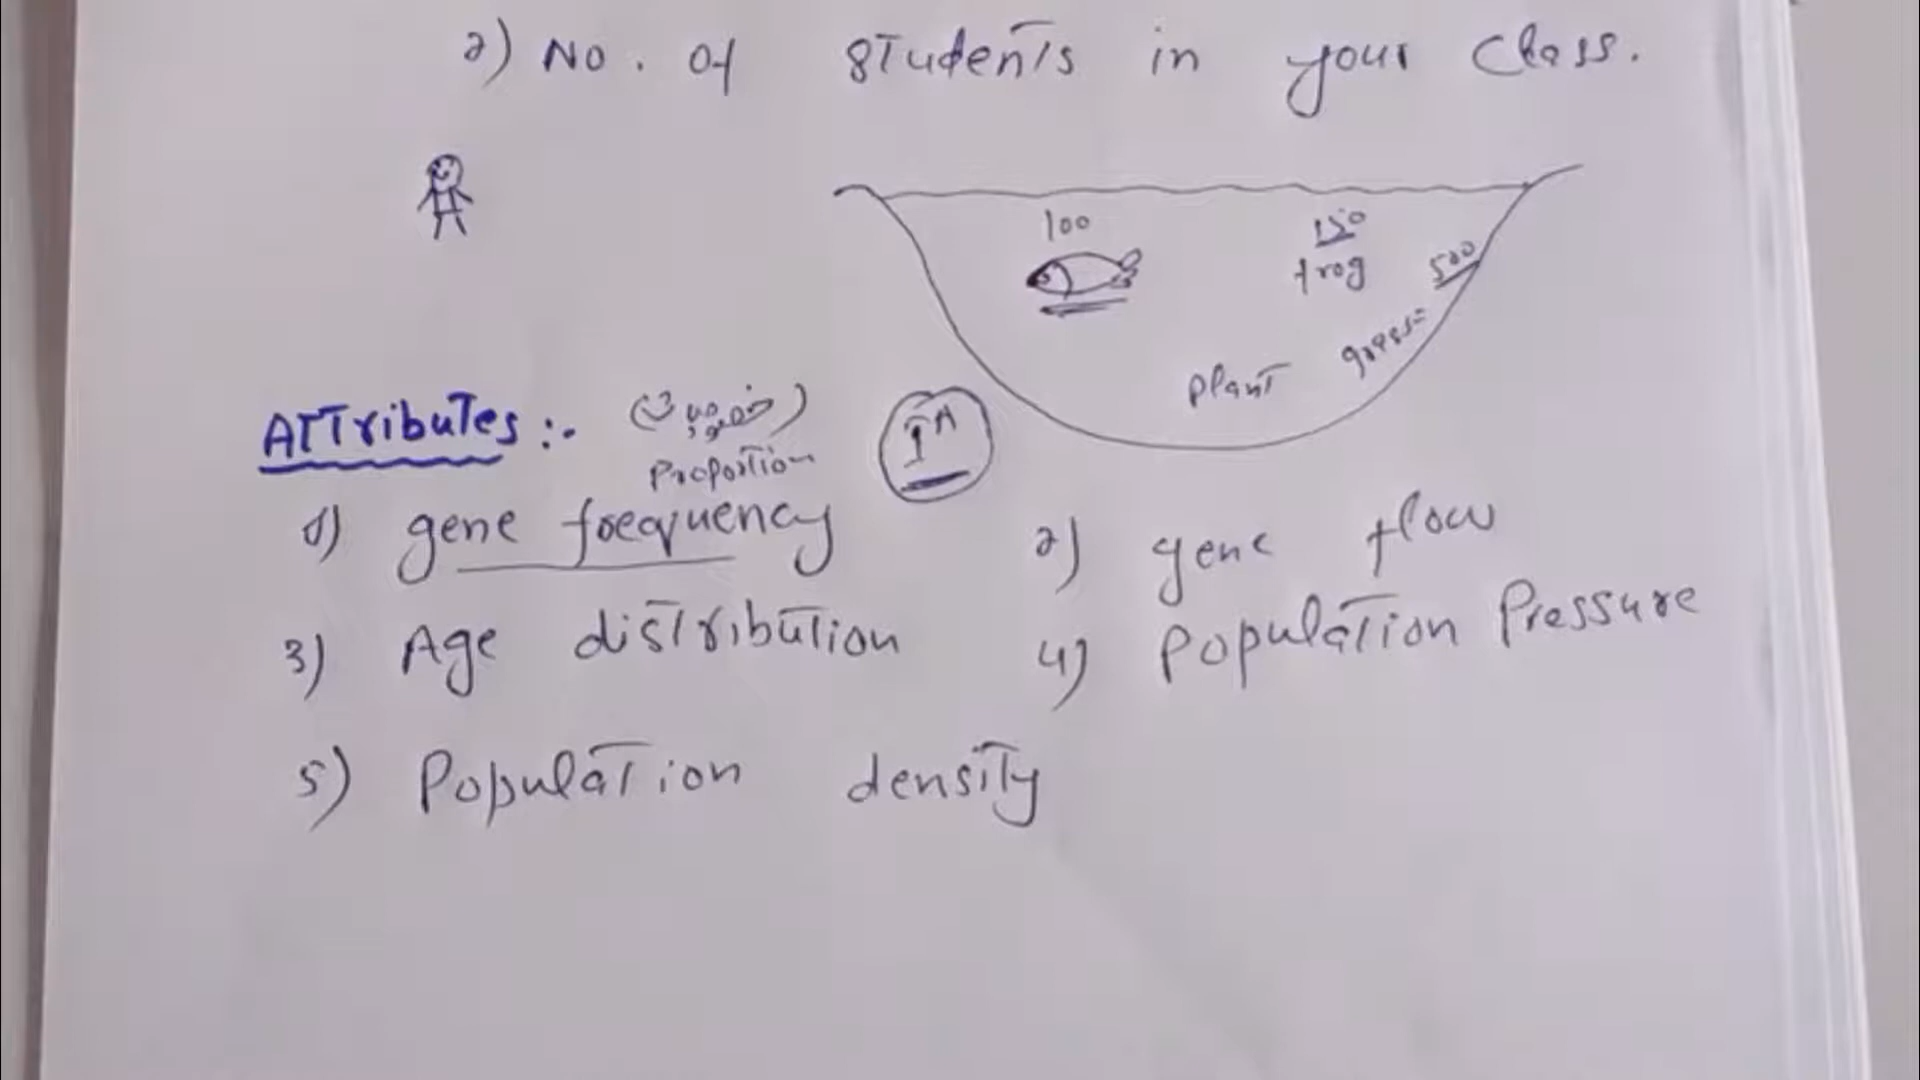 2) No. of students in your class.
100
150
frog
500
grass=
plant
Attributes :- (خصوصیت)
Proportion
I^A
1) gene frequency
2) gene flow
3) Age distribution
4) Population Pressure
5) Population density